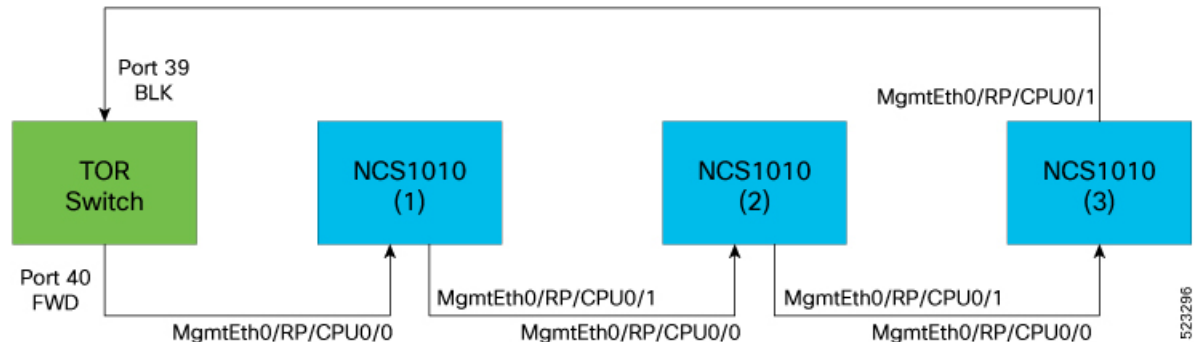 Port 39
BLK
MgmtEth0/RP/CPU0/1
TOR
Switch
NCS1010
(1)
NCS1010
(2)
NCS1010
(3)
Port 40
FWD
MgmtEth0/RP/CPU0/1
MgmtEth0/RP/CPU0/1
MgmtEth0/RP/CPU0/0
MgmtEth0/RP/CPU0/0
MgmtEth0/RP/CPU0/0
523296